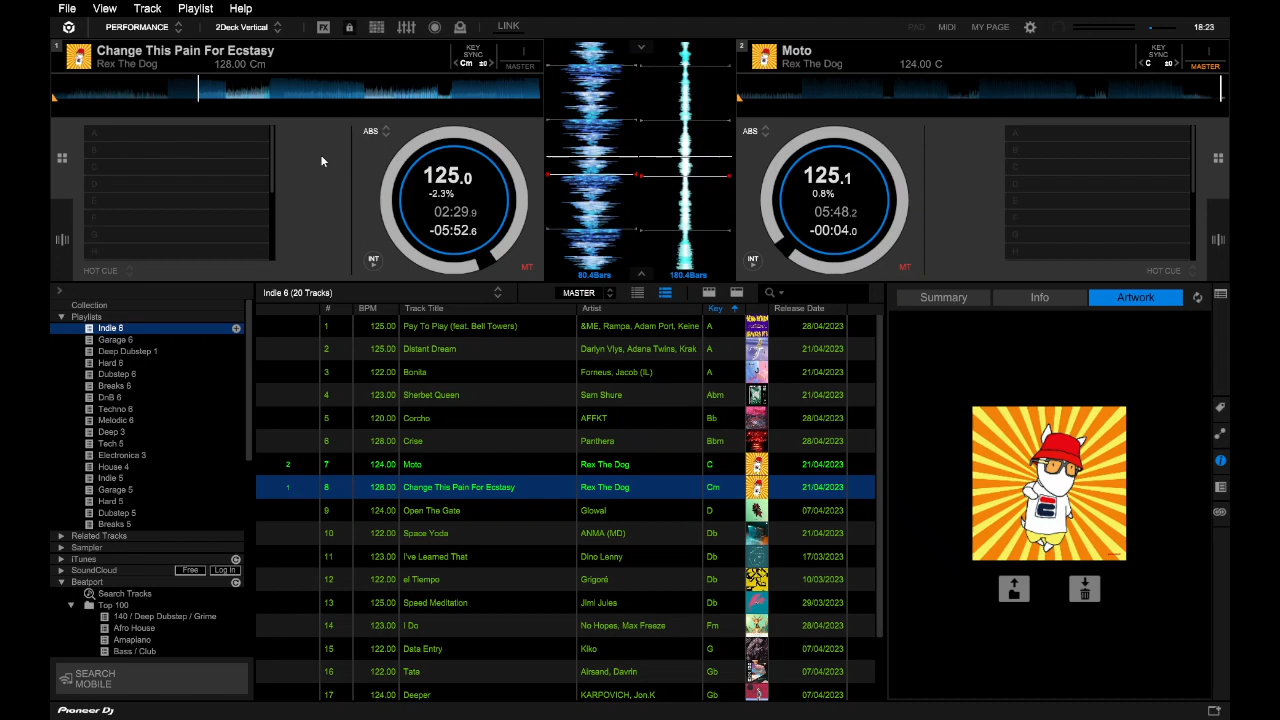 File View Track Playlist Help
PERFORMANCE 2Deck Vertical FX LINK PAD MIDI MY PAGE 18:23
1 Change This Pain For Ecstasy
Rex The Dog 128.00 Cm
KEY SYNC
Cm ±0 MASTER
2 Moto
Rex The Dog 124.00 C
KEY SYNC
C ±0 MASTER
A
B
C
D
E
F
G
H
HOT CUE
ABS
125.0
-2.3%
02:29.9
-05:52.6
INT
MT
80.4Bars 180.4Bars
ABS
125.1
0.8%
05:48.2
-00:04.0
INT
MT
A
B
C
D
E
F
G
H
HOT CUE
Collection
Playlists
Indie 6
Garage 6
Deep Dubstep 1
Hard 6
Dubstep 6
Breaks 6
DnB 6
Techno 6
Melodic 6
Deep 3
Tech 5
Electronica 3
House 4
Indie 5
Garage 5
Hard 5
Dubstep 5
Breaks 5
Related Tracks
Sampler
iTunes
SoundCloud Free Log in
Beatport
Search Tracks
Top 100
140 / Deep Dubstep / Grime
Afro House
Amapiano
Bass / Club
SEARCH
MOBILE
Indie 6 (20 Tracks) MASTER
# BPM Track Title Artist Key Release Date
1 125.00 Pay To Play (feat. Bell Towers) &ME, Rampa, Adam Port, Keine A 28/04/2023
2 125.00 Distant Dream Darlyn Vlys, Adana Twins, Krak A 21/04/2023
3 122.00 Bonita Forneus, Jacob (IL) A 21/04/2023
4 123.00 Sherbet Queen Sam Shure Abm 21/04/2023
5 120.00 Corcho AFFKT Bb 28/04/2023
6 128.00 Crise Panthera Bbm 28/04/2023
2 7 124.00 Moto Rex The Dog C 21/04/2023
1 8 128.00 Change This Pain For Ecstasy Rex The Dog Cm 21/04/2023
9 124.00 Open The Gate Glowal D 07/04/2023
10 122.00 Space Yoda ANMA (MD) Db 07/04/2023
11 123.00 I've Learned That Dino Lenny Db 17/03/2023
12 122.00 el Tiempo Grigoré Db 10/03/2023
13 125.00 Speed Meditation Jimi Jules Db 29/03/2023
14 123.00 I Do No Hopes, Max Freeze Fm 28/04/2023
15 122.00 Data Entry Kiko G 07/04/2023
16 122.00 Tata Airsand, Davrin Gb 07/04/2023
17 124.00 Deeper KARPOVICH, Jon.K Gb 07/04/2023
Summary Info Artwork
Pioneer Dj